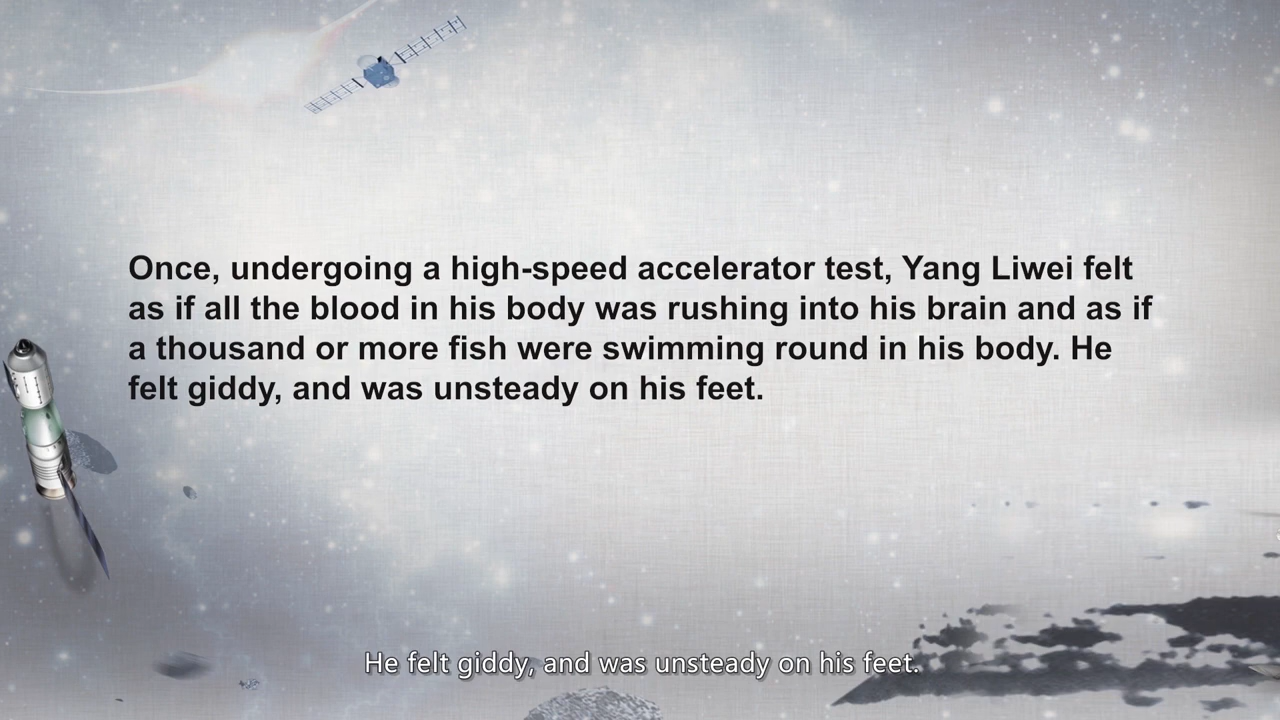 Once, undergoing a high-speed accelerator test, Yang Liwei felt
as if all the blood in his body was rushing into his brain and as if
a thousand or more fish were swimming round in his body. He
felt giddy, and was unsteady on his feet.
He felt giddy, and was unsteady on his feet.